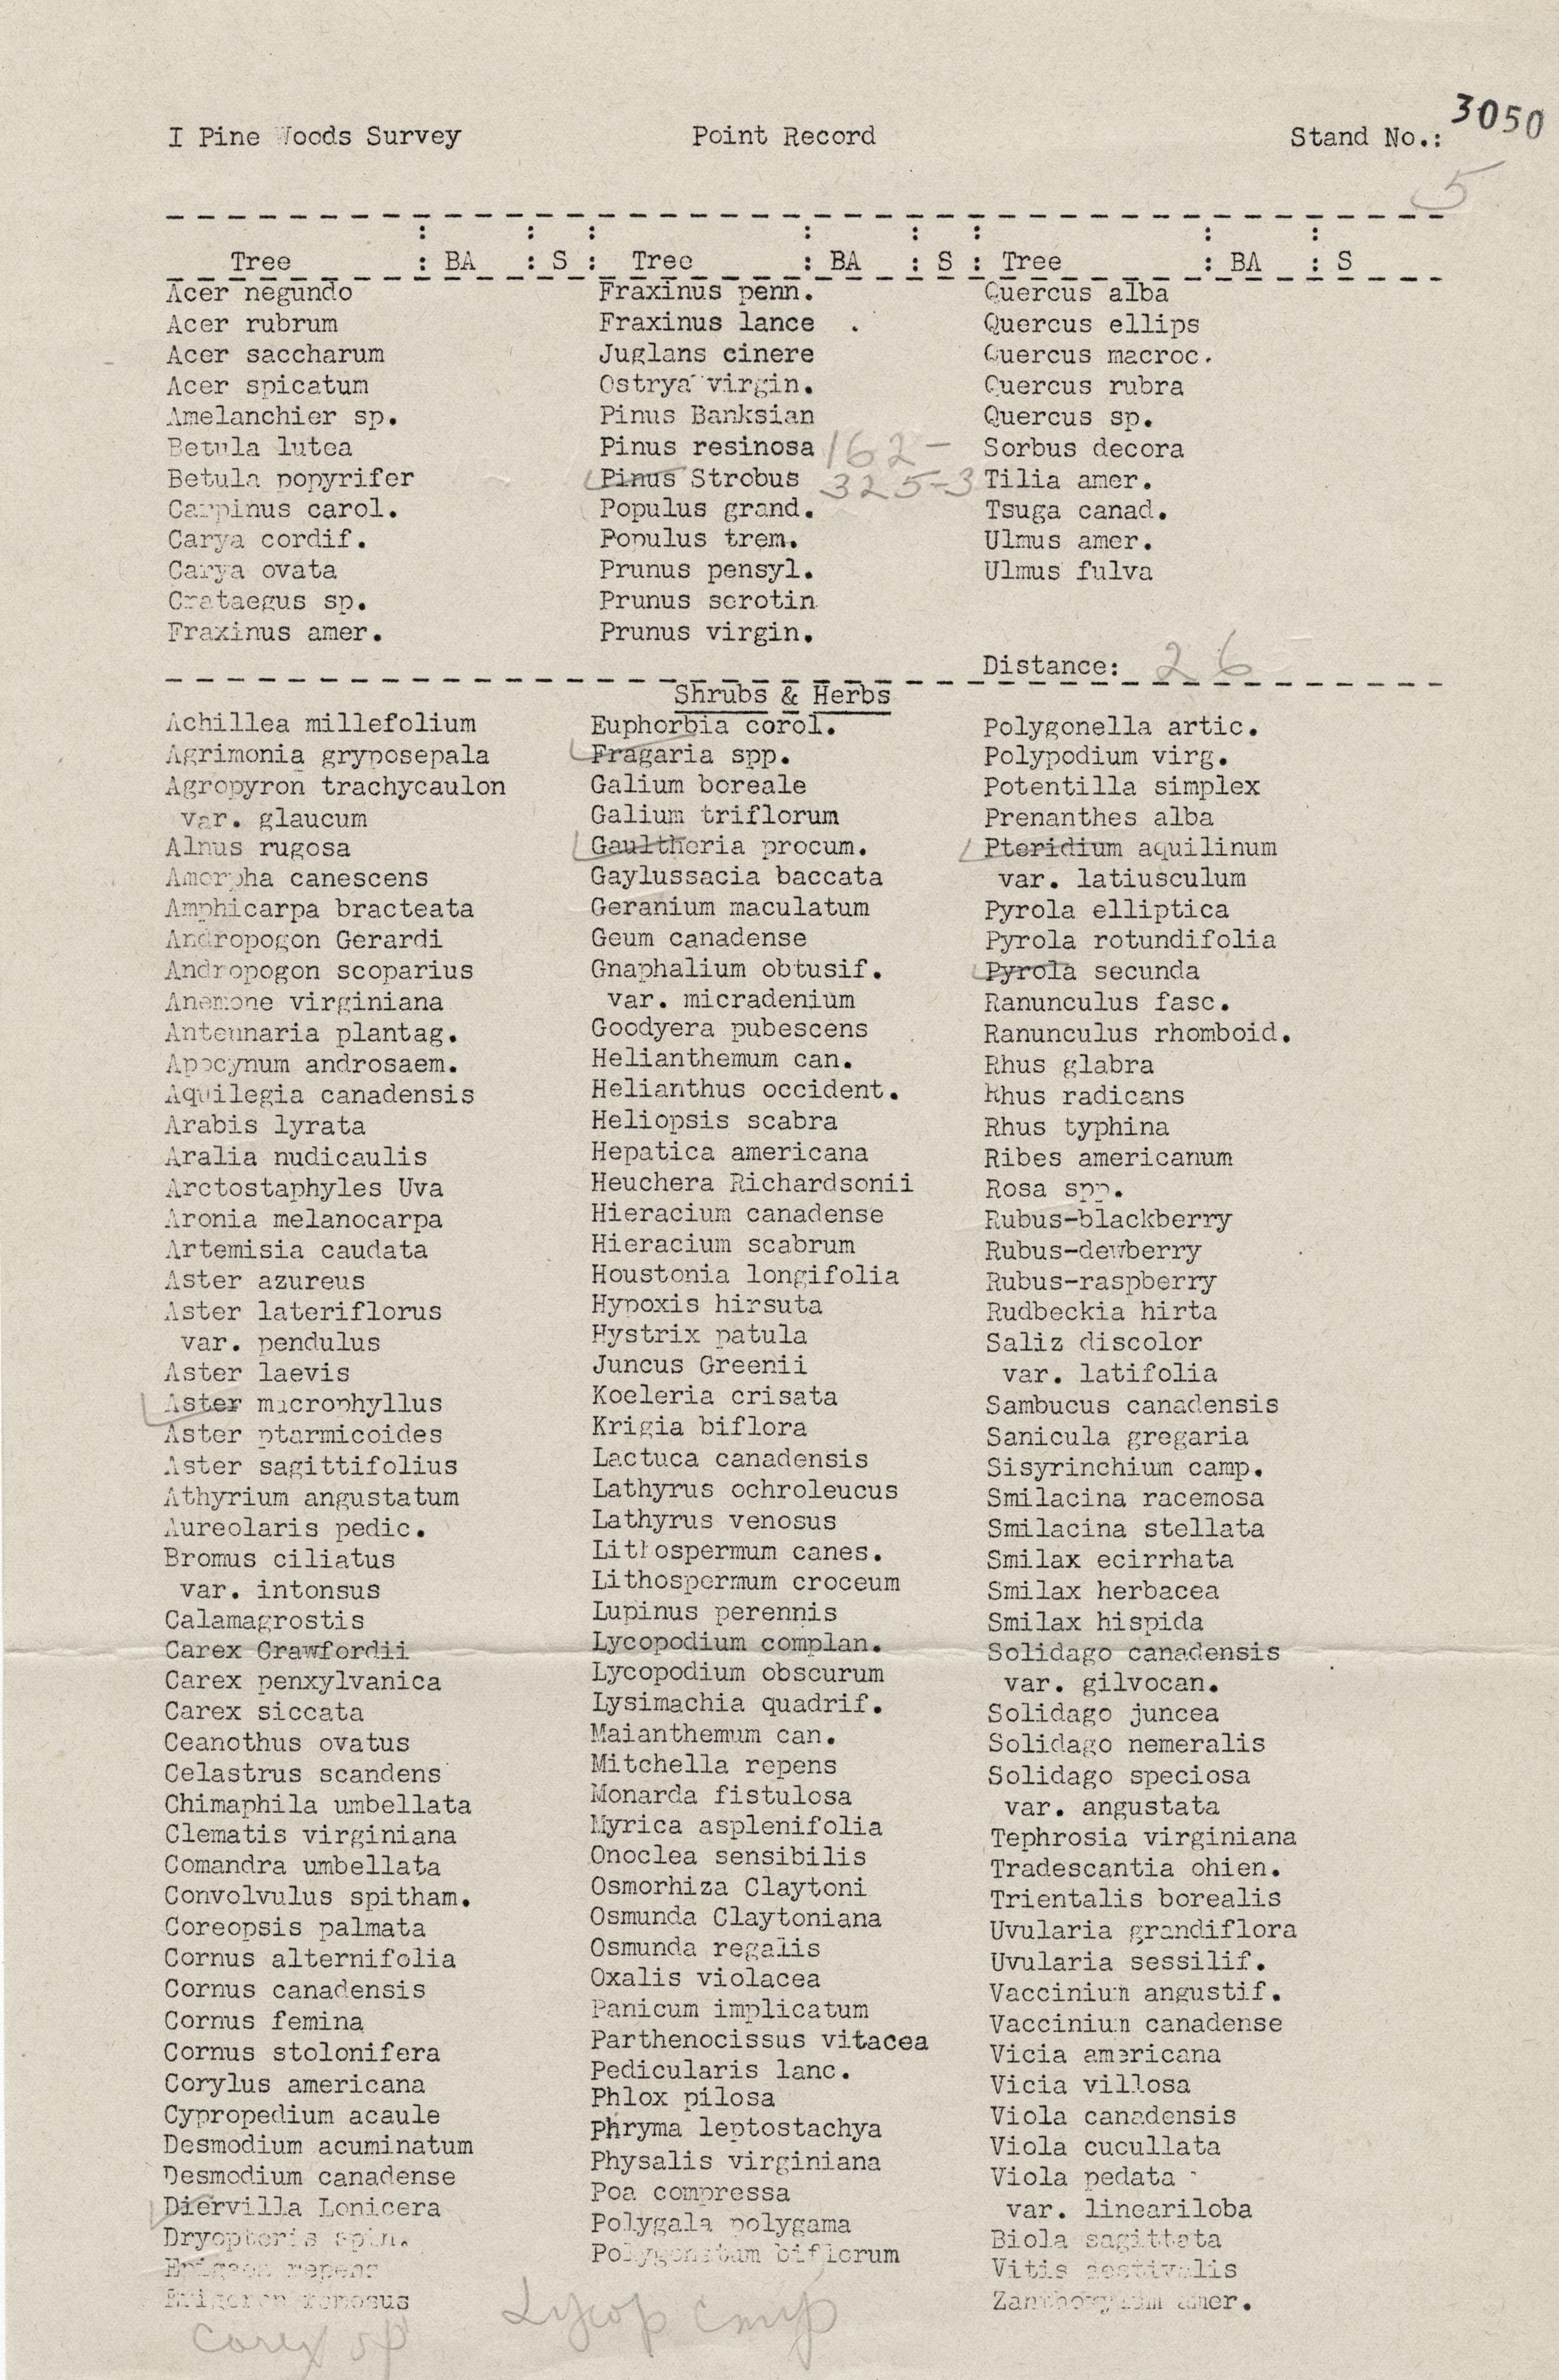 3050
I Pine Woods Survey Point Record Stand No.:
5
Tree : BA : S : Tree : BA : S : Tree : BA : S
Acer negundo Fraxinus penn. Quercus alba
Acer rubrum Fraxinus lance . Quercus ellips
Acer saccharum Juglans cinere Quercus macroc.
Acer spicatum Ostrya virgin. Quercus rubra
Amelanchier sp. Pinus Banksian Quercus sp.
Betula lutea Pinus resinosa 162- Sorbus decora
Betula popyrifer Pinus Strobus 325-3 Tilia amer.
Carpinus carol. Populus grand. Tsuga canad.
Carya cordif. Populus trem. Ulmus amer.
Carya ovata Prunus pensyl. Ulmus fulva
Crataegus sp. Prunus serotin
Fraxinus amer. Prunus virgin.
Distance: 26
Shrubs & Herbs
Achillea millefolium
Agrimonia gryposepala
Agropyron trachycaulon
var. glaucum
Alnus rugosa
Amorpha canescens
Amphicarpa bracteata
Andropogon Gerardi
Andropogon scoparius
Anemone virginiana
Antennaria plantag.
Apocynum androsaem.
Aquilegia canadensis
Arabis lyrata
Aralia nudicaulis
Arctostaphyles Uva
Aronia melanocarpa
Artemisia caudata
Aster azureus
Aster lateriflorus
var. pendulus
Aster laevis
Aster macrophyllus
Aster ptarmicoides
Aster sagittifolius
Athyrium angustatum
Aureolaris pedic.
Bromus ciliatus
var. intonsus
Calamagrostis
Carex Crawfordii
Carex penxylvanica
Carex siccata
Ceanothus ovatus
Celastrus scandens
Chimaphila umbellata
Clematis virginiana
Comandra umbellata
Convolvulus spitham.
Coreopsis palmata
Cornus alternifolia
Cornus canadensis
Cornus femina
Cornus stolonifera
Corylus americana
Cypropedium acaule
Desmodium acuminatum
Desmodium canadense
Diervilla Lonicera
Dryopteris spin.
Epigaea repens
Erigeron ramosus
Carex sp
Euphorbia corol.
Fragaria spp.
Galium boreale
Galium triflorum
Gaultheria procum.
Gaylussacia baccata
Geranium maculatum
Geum canadense
Gnaphalium obtusif.
var. micradenium
Goodyera pubescens
Helianthemum can.
Helianthus occident.
Heliopsis scabra
Hepatica americana
Heuchera Richardsonii
Hieracium canadense
Hieracium scabrum
Houstonia longifolia
Hypoxis hirsuta
Hystrix patula
Juncus Greenii
Koeleria crisata
Krigia biflora
Lactuca canadensis
Lathyrus ochroleucus
Lathyrus venosus
Lithospermum canes.
Lithospermum croceum
Lupinus perennis
Lycopodium complan.
Lycopodium obscurum
Lysimachia quadrif.
Maianthemum can.
Mitchella repens
Monarda fistulosa
Myrica asplenifolia
Onoclea sensibilis
Osmorhiza Claytoni
Osmunda Claytoniana
Osmunda regalis
Oxalis violacea
Panicum implicatum
Parthenocissus vitacea
Pedicularis lanc.
Phlox pilosa
Phryma leptostachya
Physalis virginiana
Poa compressa
Polygala polygama
Polygonatum biflorum
Lycop comp
Polygonella artic.
Polypodium virg.
Potentilla simplex
Prenanthes alba
Pteridium aquilinum
var. latiusculum
Pyrola elliptica
Pyrola rotundifolia
Pyrola secunda
Ranunculus fasc.
Ranunculus rhomboid.
Rhus glabra
Rhus radicans
Rhus typhina
Ribes americanum
Rosa spp.
Rubus-blackberry
Rubus-dewberry
Rubus-raspberry
Rudbeckia hirta
Saliz discolor
var. latifolia
Sambucus canadensis
Sanicula gregaria
Sisyrinchium camp.
Smilacina racemosa
Smilacina stellata
Smilax ecirrhata
Smilax herbacea
Smilax hispida
Solidago canadensis
var. gilvocan.
Solidago juncea
Solidago nemeralis
Solidago speciosa
var. angustata
Tephrosia virginiana
Tradescantia ohien.
Trientalis borealis
Uvularia grandiflora
Uvularia sessilif.
Vaccinium angustif.
Vaccinium canadense
Vicia americana
Vicia villosa
Viola canadensis
Viola cucullata
Viola pedata
var. lineariloba
Biola sagittata
Vitis aestivalis
Zanthoxylum amer.